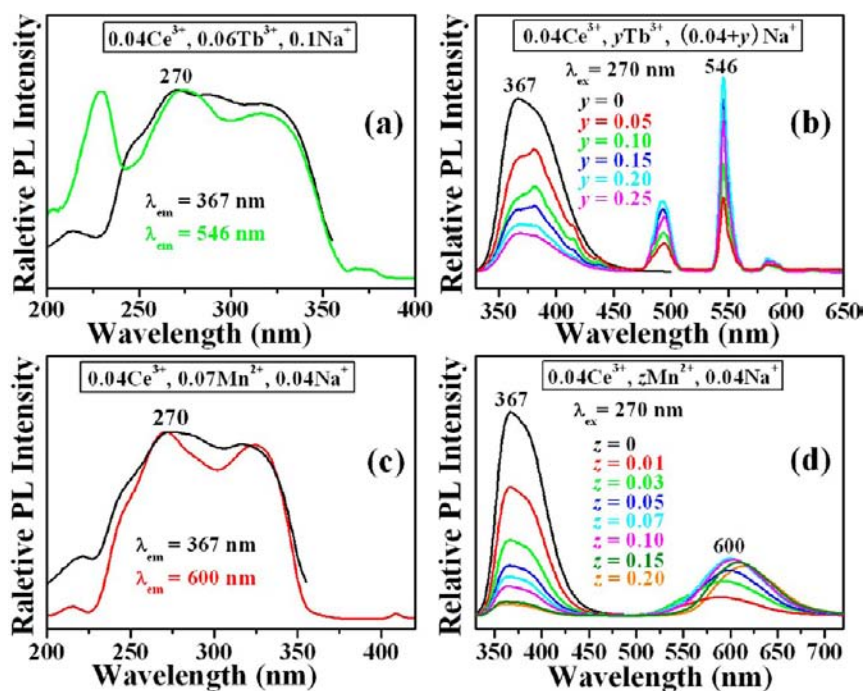 0.04Ce³⁺, 0.06Tb³⁺, 0.1Na⁺
270
(a)
λem = 367 nm
λem = 546 nm
Raletive PL Intensity
200 250 300 350 400
Wavelength (nm)
0.04Ce³⁺, yTb³⁺, (0.04+y)Na⁺
367
λex = 270 nm
546
(b)
y = 0
y = 0.05
y = 0.10
y = 0.15
y = 0.20
y = 0.25
Relative PL Intensity
350 400 450 500 550 600 650
Wavelength (nm)
0.04Ce³⁺, 0.07Mn²⁺, 0.04Na⁺
270
(c)
λem = 367 nm
λem = 600 nm
Raletive PL Intensity
200 250 300 350 400
Wavelength (nm)
0.04Ce³⁺, zMn²⁺, 0.04Na⁺
367
λex = 270 nm
(d)
z = 0
z = 0.01
z = 0.03
z = 0.05
z = 0.07
z = 0.10
z = 0.15
z = 0.20
600
Relative PL Intensity
350 400 450 500 550 600 650 700
Wavelength (nm)